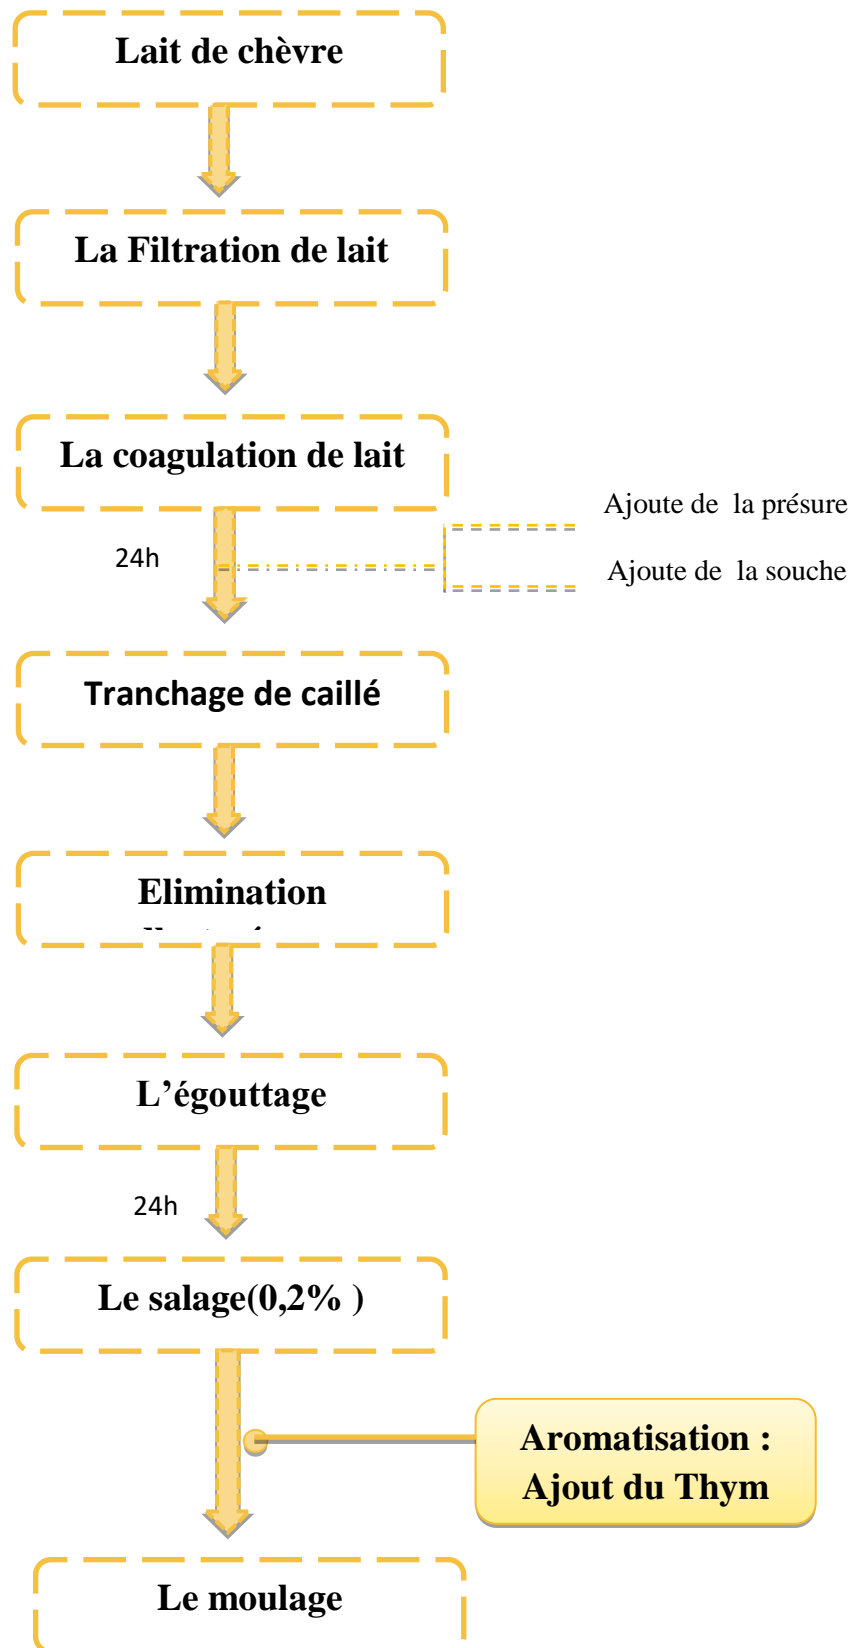 Lait de chèvre
La Filtration de lait
La coagulation de lait
Ajoute de la présure
24h
Ajoute de la souche
Tranchage de caillé
Elimination
L’égouttage
24h
Le salage(0,2% )
Aromatisation :
Ajout du Thym
Le moulage